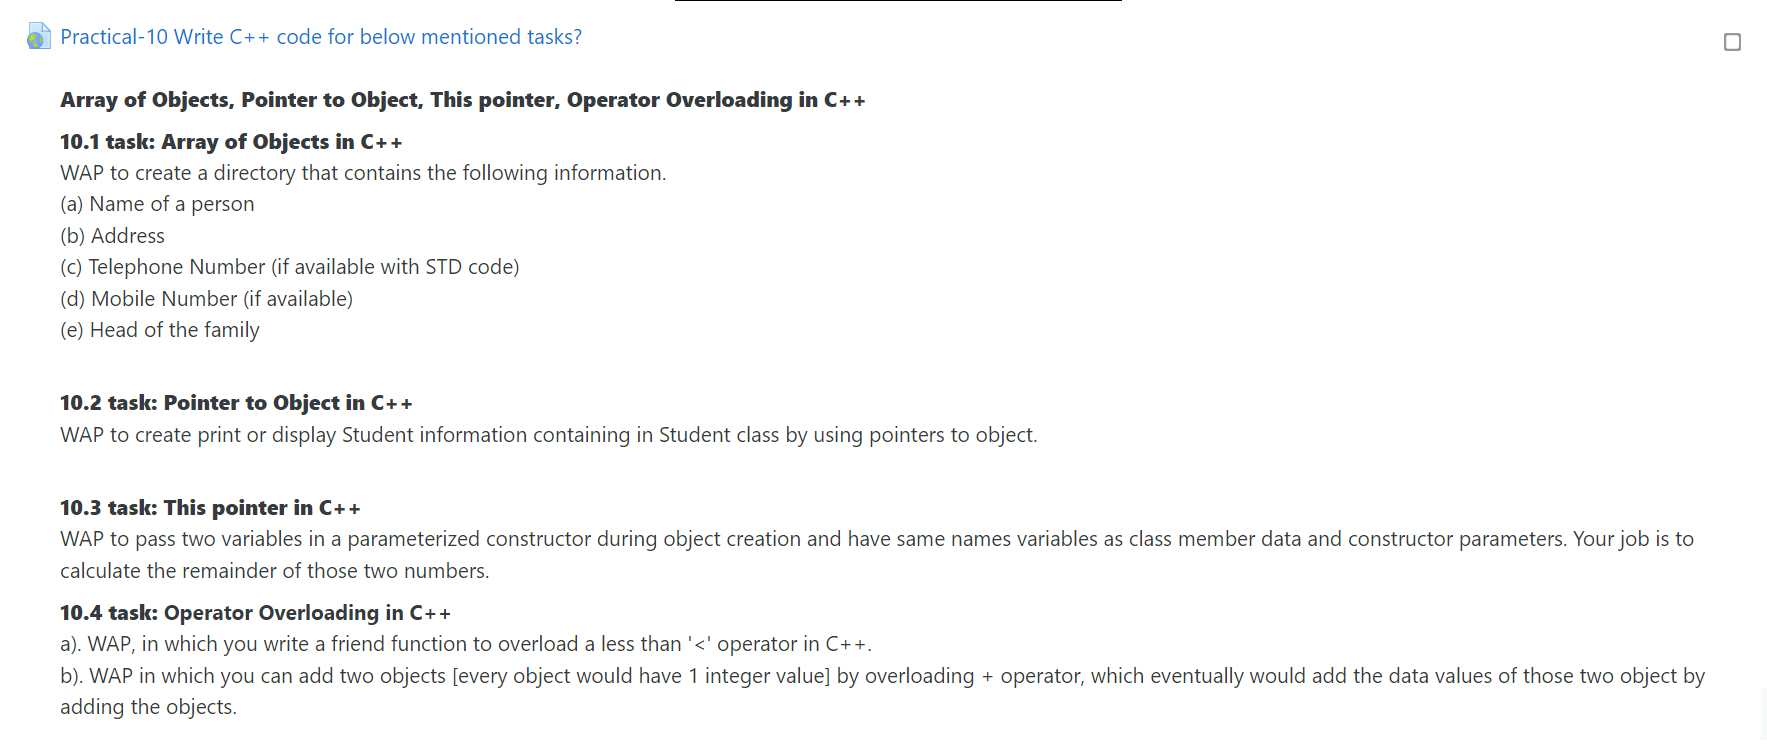 Practical-10 Write C++ code for below mentioned tasks?
Array of Objects, Pointer to Object, This pointer, Operator Overloading in C++
10.1 task: Array of Objects in C++
WAP to create a directory that contains the following information.
(a) Name of a person
(b) Address
(c) Telephone Number (if available with STD code)
(d) Mobile Number (if available)
(e) Head of the family
10.2 task: Pointer to Object in C++
WAP to create print or display Student information containing in Student class by using pointers to object.
10.3 task: This pointer in C++
WAP to pass two variables in a parameterized constructor during object creation and have same names variables as class member data and constructor parameters. Your job is to
calculate the remainder of those two numbers.
10.4 task: Operator Overloading in C++
a). WAP, in which you write a friend function to overload a less than '<' operator in C++.
b). WAP in which you can add two objects [every object would have 1 integer value] by overloading + operator, which eventually would add the data values of those two object by
adding the objects.